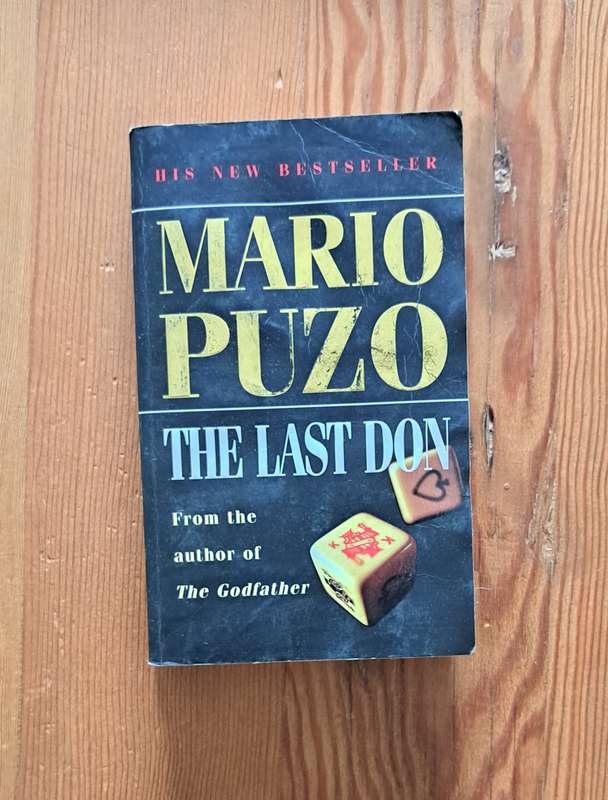 HIS NEW BESTSELLER
MARIO
PUZO
THE LAST DON
From the
author of
The Godfather
K